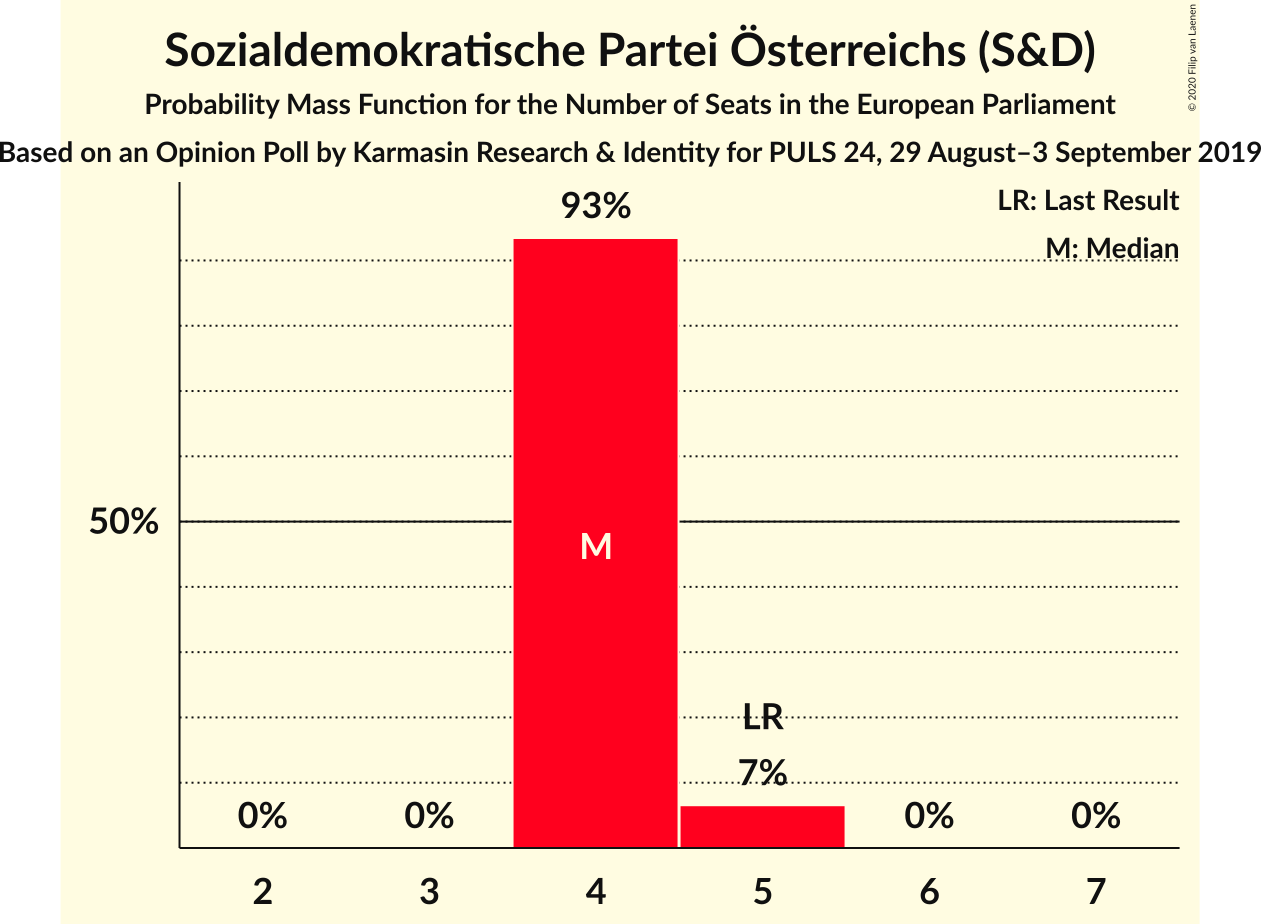 Sozialdemokratische Partei Österreichs (S&D)
Probability Mass Function for the Number of Seats in the European Parliament
Based on an Opinion Poll by Karmasin Research & Identity for PULS 24, 29 August–3 September 2019
© 2020 Filip van Laenen
LR: Last Result
M: Median
93%
50%
M
LR
7%
0% 0% 0% 0%
2 3 4 5 6 7